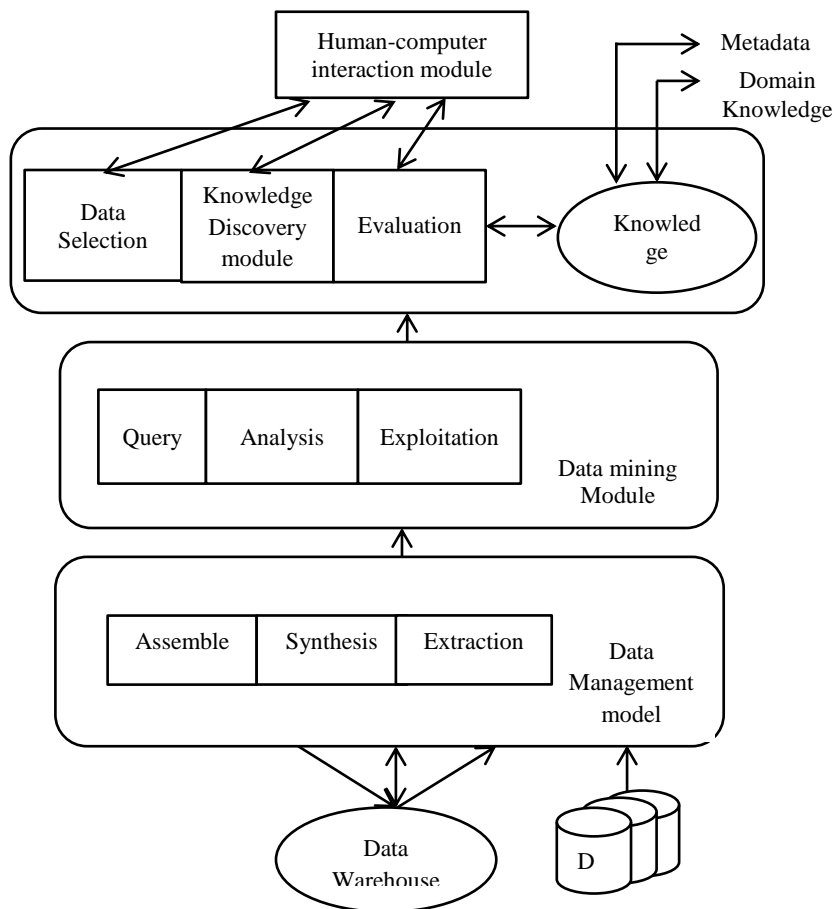 Human-computer
interaction module
Metadata
Domain
Knowledge
Data
Selection
Knowledge
Discovery
module
Evaluation
Knowled
ge
Query
Analysis
Exploitation
Data mining
Module
Assemble
Synthesis
Extraction
Data
Management
model
Data
Warehouse
D